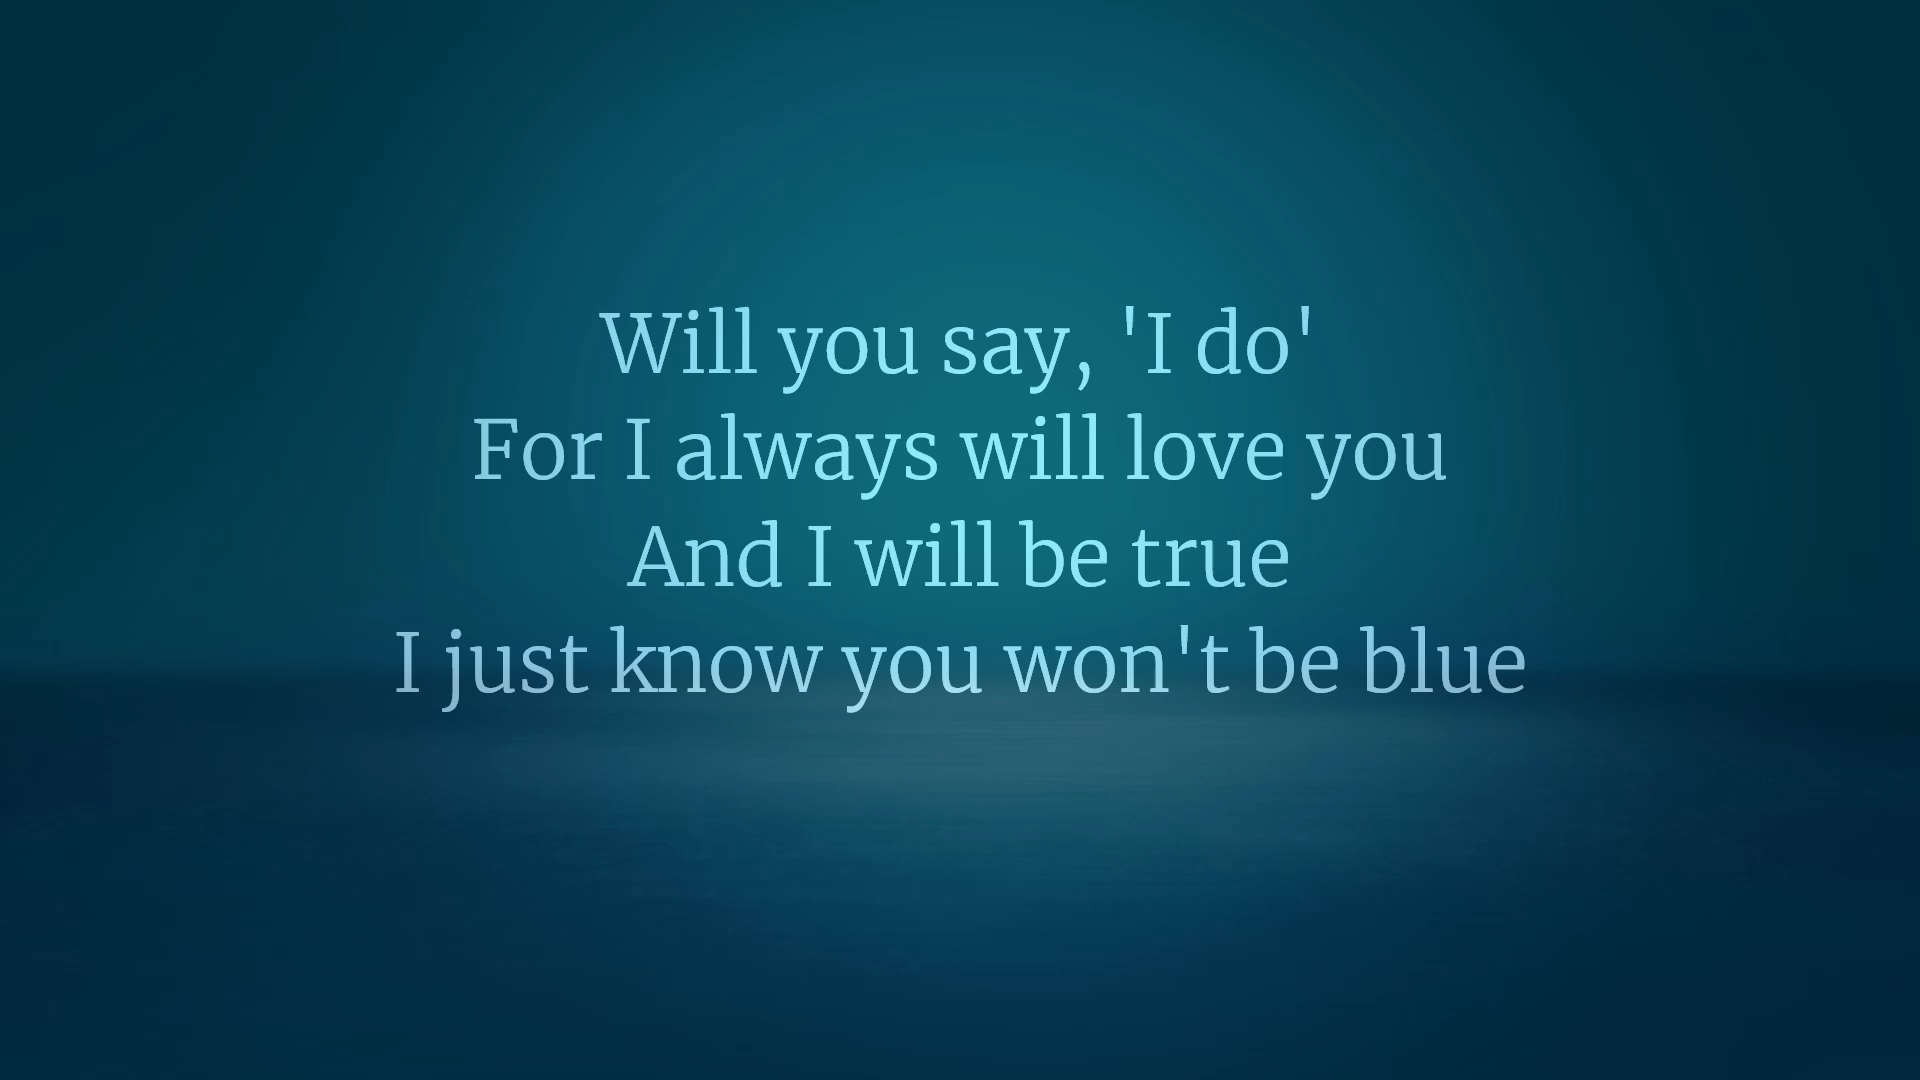 Will you say, 'I do'
For I always will love you
And I will be true
I just know you won't be blue